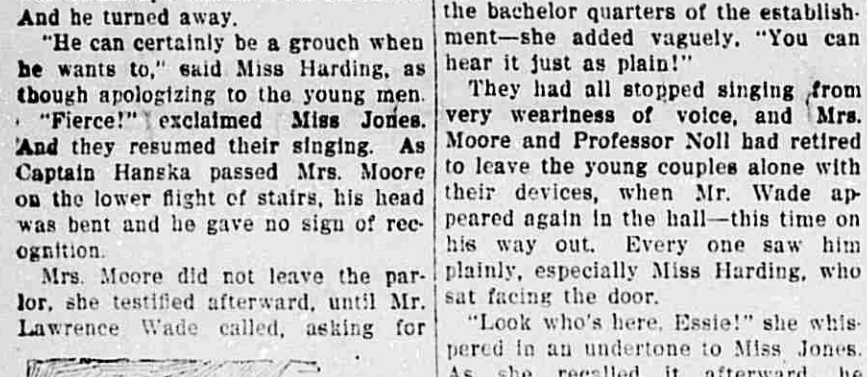 And he turned away.
"He can certainly be a grouch when
he wants to," said Miss Harding, as
though apologizing to the young men.
"Fierce!" exclaimed Miss Jones.
And they resumed their singing. As
Captain Hanska passed Mrs. Moore
on the lower flight of stairs, his head
was bent and he gave no sign of rec-
ognition.
Mrs. Moore did not leave the par-
lor, she testified afterward, until Mr.
Lawrence Wade called, asking for
the bachelor quarters of the establish-
ment—she added vaguely. "You can
hear it just as plain!"
They had all stopped singing from
very weariness of voice, and Mrs.
Moore and Professor Noll had retired
to leave the young couples alone with
their devices, when Mr. Wade ap-
peared again in the hall—this time on
his way out. Every one saw him
plainly, especially Miss Harding, who
sat facing the door.
"Look who's here, Essie!" she whis-
pered in an undertone to Miss Jones.
As she recalled it afterward, he